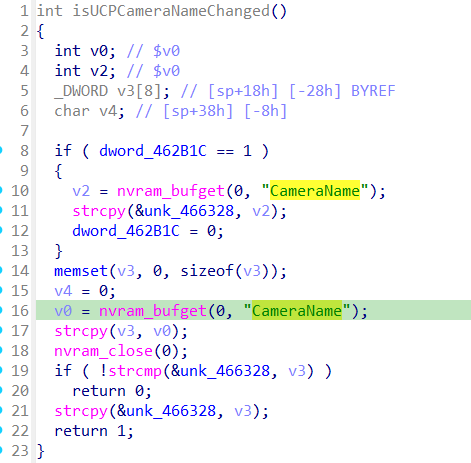 1 int isUCPCameraNameChanged()
2 {
3   int v0; // $v0
4   int v2; // $v0
5   _DWORD v3[8]; // [sp+18h] [-28h] BYREF
6   char v4; // [sp+38h] [-8h]
7
8   if ( dword_462B1C == 1 )
9   {
10     v2 = nvram_bufget(0, "CameraName");
11     strcpy(&unk_466328, v2);
12     dword_462B1C = 0;
13   }
14   memset(v3, 0, sizeof(v3));
15   v4 = 0;
16   v0 = nvram_bufget(0, "CameraName");
17   strcpy(v3, v0);
18   nvram_close(0);
19   if ( !strcmp(&unk_466328, v3) )
20     return 0;
21   strcpy(&unk_466328, v3);
22   return 1;
23 }